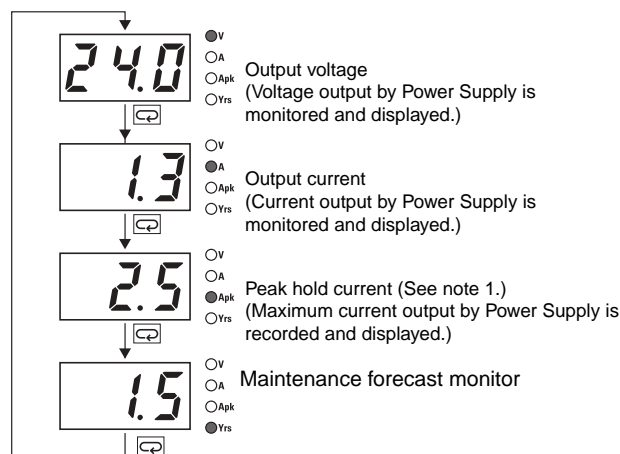 24.0
V
A
Apk
Yrs
Output voltage
(Voltage output by Power Supply is
monitored and displayed.)
1.3
V
A
Apk
Yrs
Output current
(Current output by Power Supply is
monitored and displayed.)
2.5
V
A
Apk
Yrs
Peak hold current (See note 1.)
(Maximum current output by Power Supply is
recorded and displayed.)
1.5
V
A
Apk
Yrs
Maintenance forecast monitor